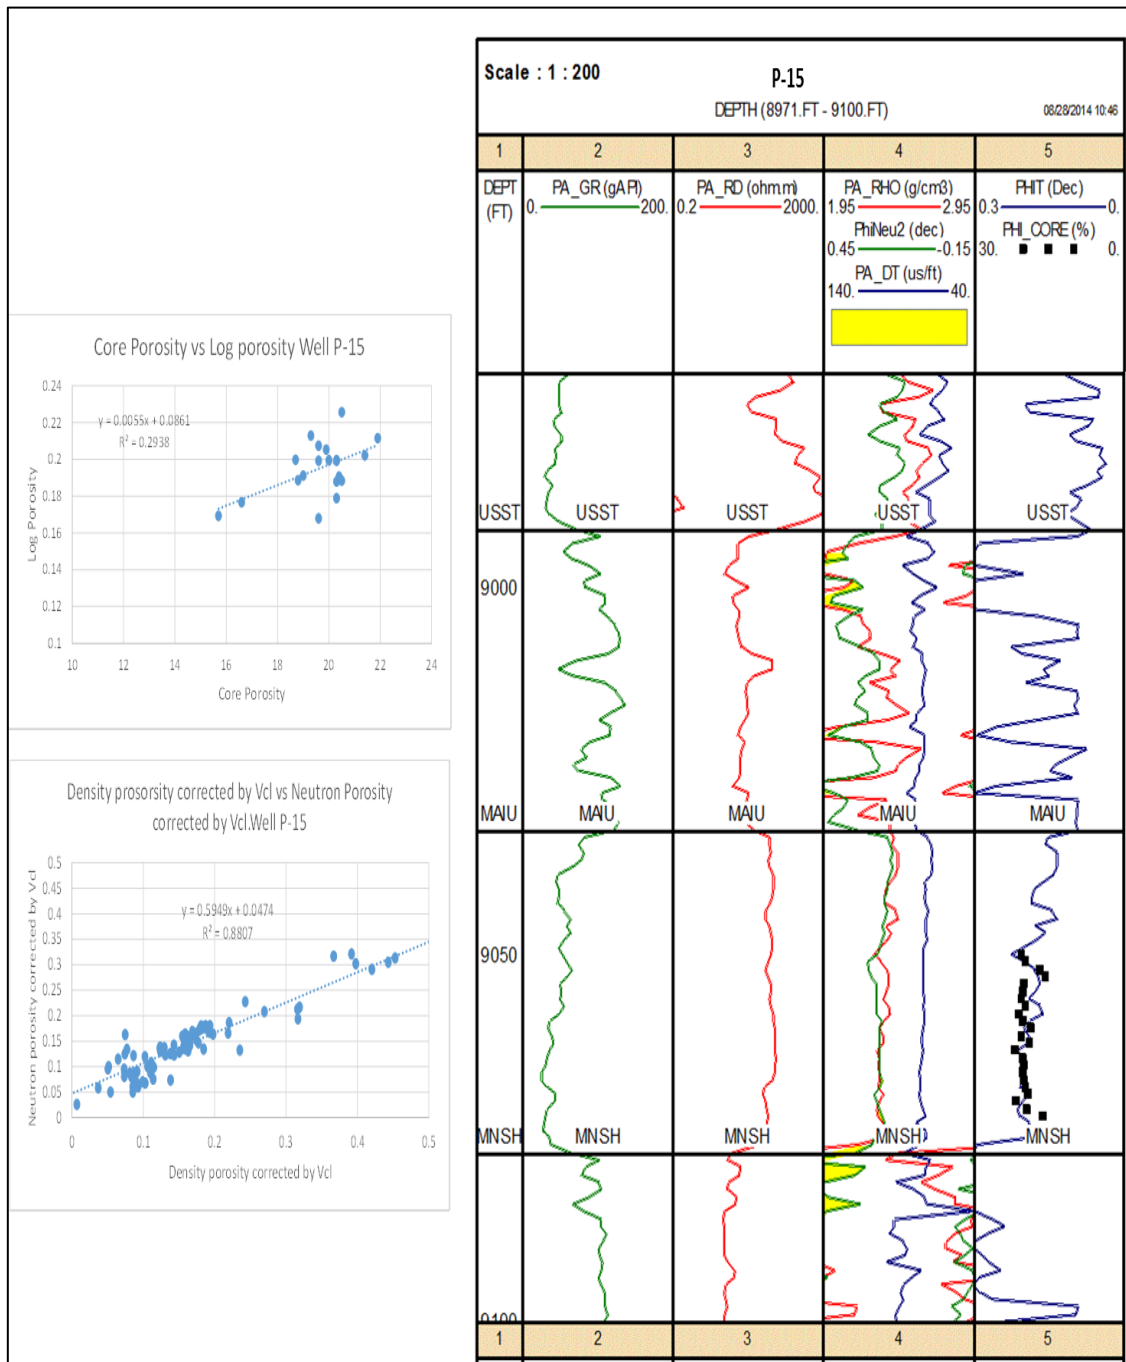 Core Porosity vs Log porosity Well P-15
0.24
0.22
0.2
0.18
0.16
0.14
0.12
0.1
y = 0.0055x + 0.0861
R² = 0.2938
Log Porosity
10 12 14 16 18 20 22 24
Core Porosity
Density prosorsity corrected by Vcl vs Neutron Porosity
corrected by Vcl.Well P-15
0.5
0.45
0.4
0.35
0.3
0.25
0.2
0.15
0.1
0.05
0
y = 0.5949x + 0.0474
R² = 0.8807
Neutron porosity corrected by Vcl
0 0.1 0.2 0.3 0.4 0.5
Density porosity corrected by Vcl
Scale : 1 : 200 P-15
DEPTH (8971.FT - 9100.FT) 08/28/2014 10:46
1 2 3 4 5
DEPT
(FT)
PA_GR (gAPI)
0. 200.
PA_RD (ohm.m)
0.2 2000.
PA_RHO (g/cm3)
1.95 2.95
PhiNeu2 (dec)
0.45 -0.15
PA_DT (us/ft)
140. 40.
PHIT (Dec)
0.3 0.
PHI_CORE (%)
30. 0.
USST USST USST USST USST
9000
MAIU MAIU MAIU MAIU MAIU
9050
MNSH MNSH MNSH MNSH MNSH
9100
1 2 3 4 5